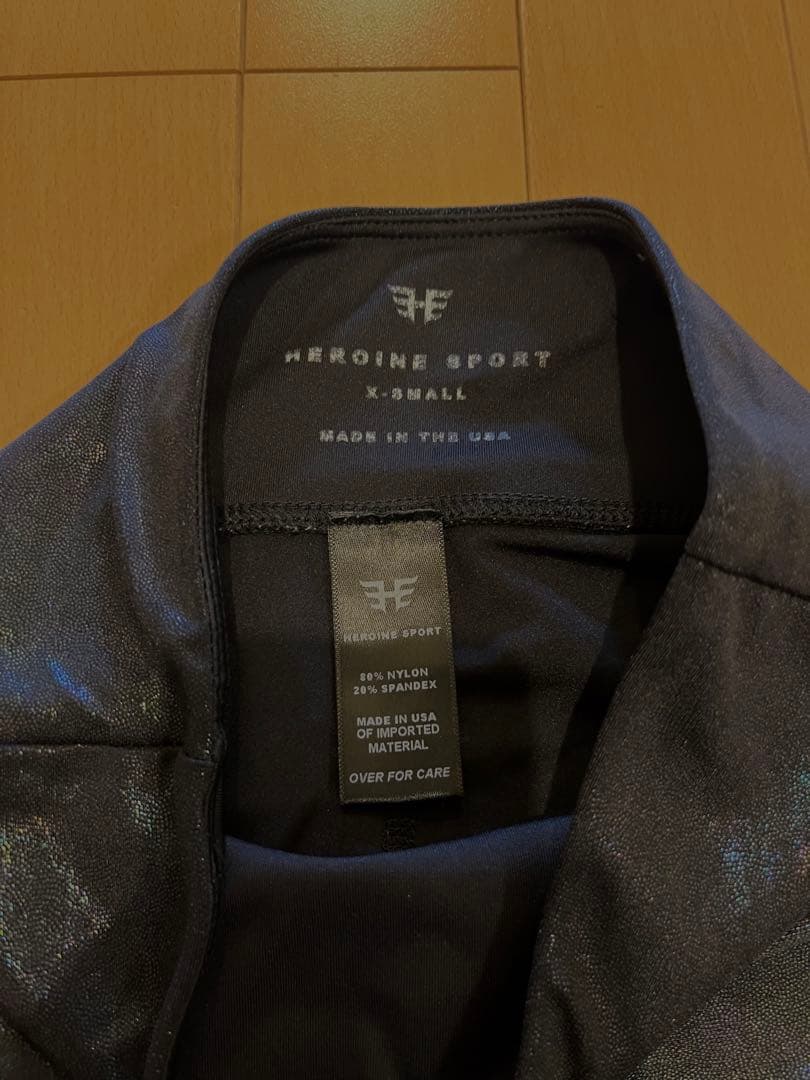 HEROINE SPORT
X-SMALL
MADE IN THE USA
HEROINE SPORT
80% NYLON
20% SPANDEX
MADE IN USA
OF IMPORTED
MATERIAL
OVER FOR CARE